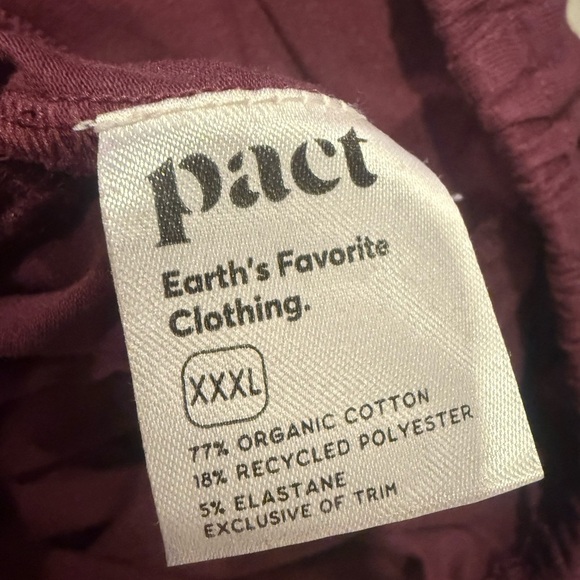 pact
Earth's Favorite
Clothing.
XXXL
77% ORGANIC COTTON
18% RECYCLED POLYESTER
5% ELASTANE
EXCLUSIVE OF TRIM